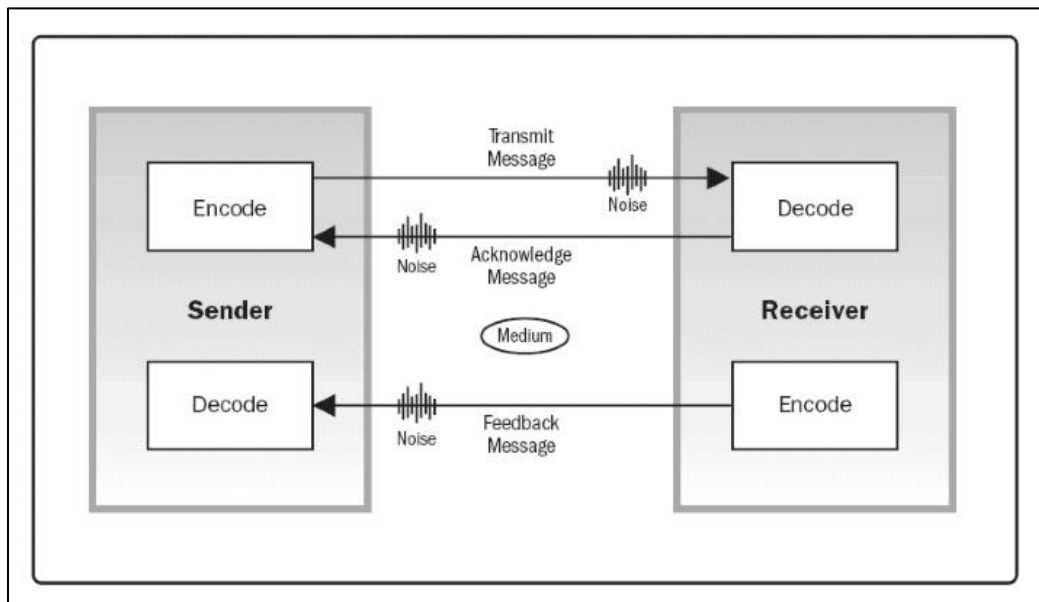 Transmit
Message
Noise
Encode
Decode
Noise
Acknowledge
Message
Sender
Receiver
Medium
Decode
Encode
Noise
Feedback
Message